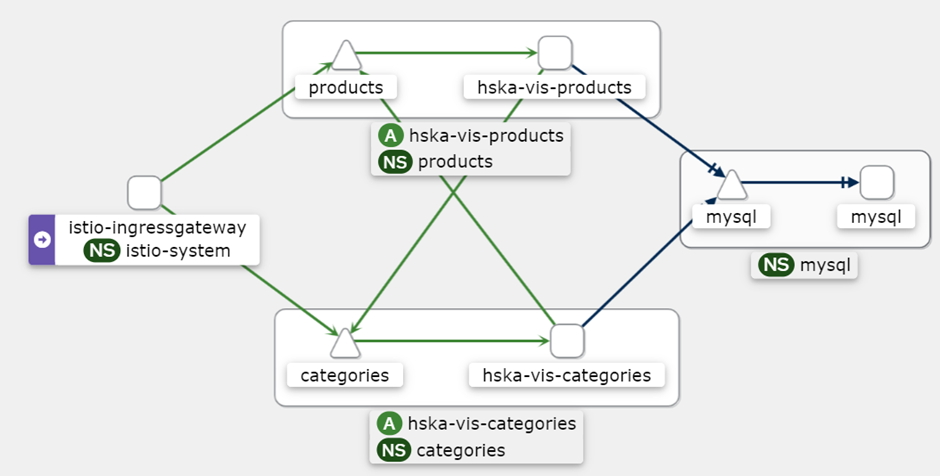 products
hska-vis-products
A hska-vis-products
NS products
istio-ingressgateway
NS istio-system
mysql
mysql
NS mysql
categories
hska-vis-categories
A hska-vis-categories
NS categories